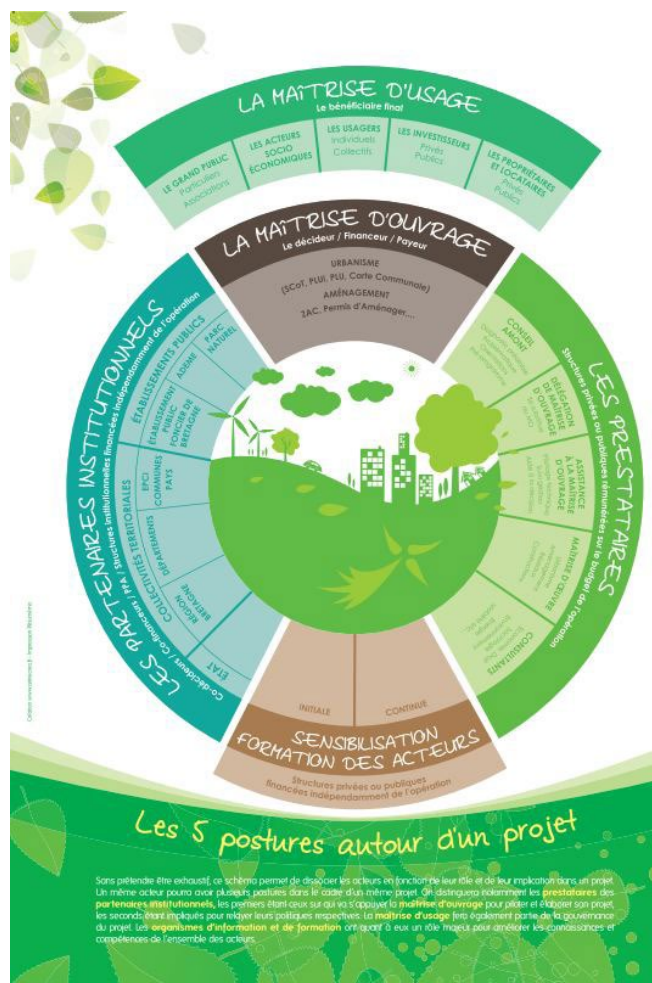 LA MAÎTRISE D'USAGE
Le bénéficiaire final
LE GRAND PUBLIC
Particulier
Associations
LES ACTEURS
SOCIO
ÉCONOMIQUES
LES USAGERS
Individuels
Collectifs
LES INVESTISSEURS
Privés
Publics
LES PROPRIÉTAIRES
ET LOCATAIRES
Privés
Publics
LA MAÎTRISE D'OUVRAGE
Le décideur / Financeur / Payeur
URBANISME
(SCoT, PLUi, PLU, Carte Communale)
AMÉNAGEMENT
ZAC, Permis d'Aménager,...
LES PARTENAIRES INSTITUTIONNELS
Co-décideurs / Co-financeurs / PPA / Structures institutionnelles financées indépendamment de l'opération
ÉTABLISSEMENTS PUBLICS
PARC
NATUREL
ADEME
ÉTABLISSEMENT
PUBLIC
FONCIER DE
BRETAGNE
COLLECTIVITÉS TERRITORIALES
EPCI
COMMUNES
PAYS
DÉPARTEMENTS
RÉGION
BRETAGNE
ÉTAT
LES PRESTATAIRES
Structures privées ou publiques rémunérées sur le budget de l'opération
CONSEIL
AMONT
DÉLÉGATION
DE MAÎTRISE
D'OUVRAGE
ASSISTANCE
À LA MAÎTRISE
D'OUVRAGE
MAÎTRISE D'ŒUVRE
CONSULTANTS
INITIALE
CONTINUE
SENSIBILISATION
FORMATION DES ACTEURS
Structures privées ou publiques
financées indépendamment de l'opération
Les 5 postures autour d'un projet
Sans prétendre être exhaustif, ce schéma permet de dissocier les acteurs en fonction de leur rôle et de leur implication dans un projet.
Un même acteur pourra avoir plusieurs postures dans le cadre d'un même projet. On distinguera notamment les prestataires des
partenaires institutionnels, les premiers étant ceux sur qui va s'appuyer la maîtrise d'ouvrage pour piloter et élaborer son projet,
les seconds étant impliqués pour relayer leurs politiques respectives. La maîtrise d'usage fera également partie de la gouvernance
du projet. Les organismes d'information et de formation ont quant à eux un rôle majeur pour améliorer les connaissances et
compétences de l'ensemble des acteurs.